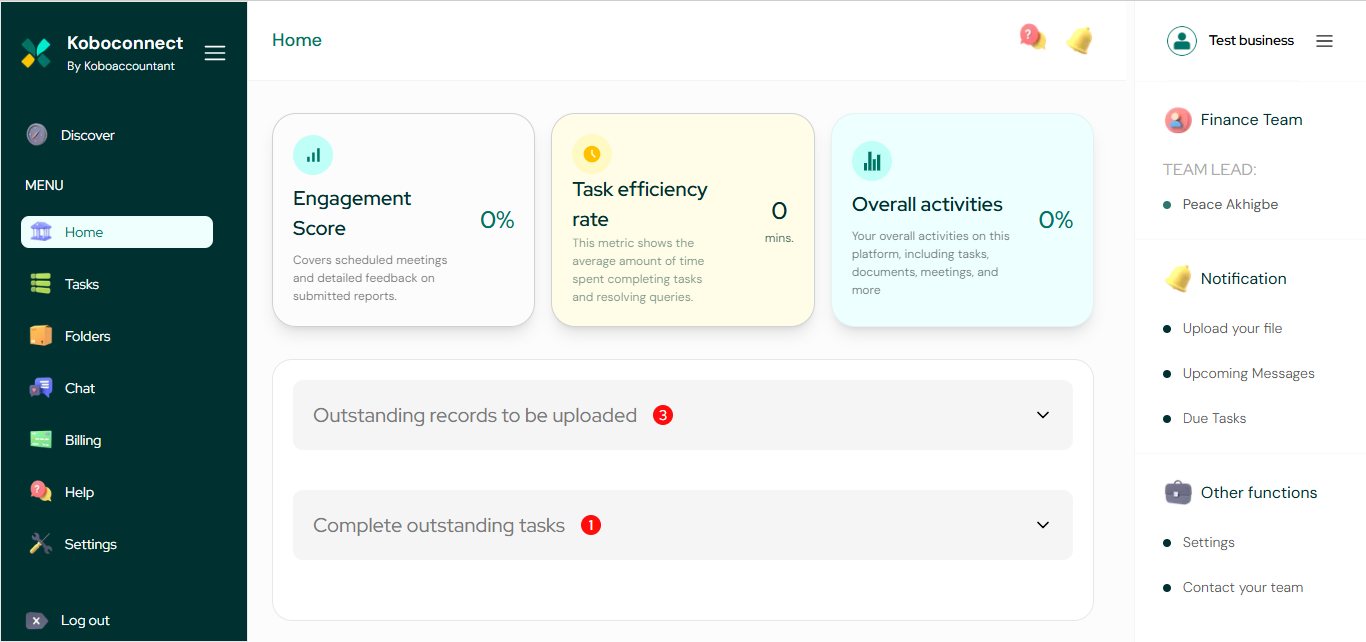 Koboconnect
By Koboaccountant
Discover
MENU
Home
Tasks
Folders
Chat
Billing
Help
Settings
Log out
Home
Engagement
Score
0%
Covers scheduled meetings
and detailed feedback on
submitted reports.
Task efficiency
rate
0
mins.
This metric shows the
average amount of time
spent completing tasks
and resolving queries.
Overall activities
0%
Your overall activities on this
platform, including tasks,
documents, meetings, and
more
Outstanding records to be uploaded 3
Complete outstanding tasks 1
Test business
Finance Team
TEAM LEAD:
Peace Akhigbe
Notification
Upload your file
Upcoming Messages
Due Tasks
Other functions
Settings
Contact your team